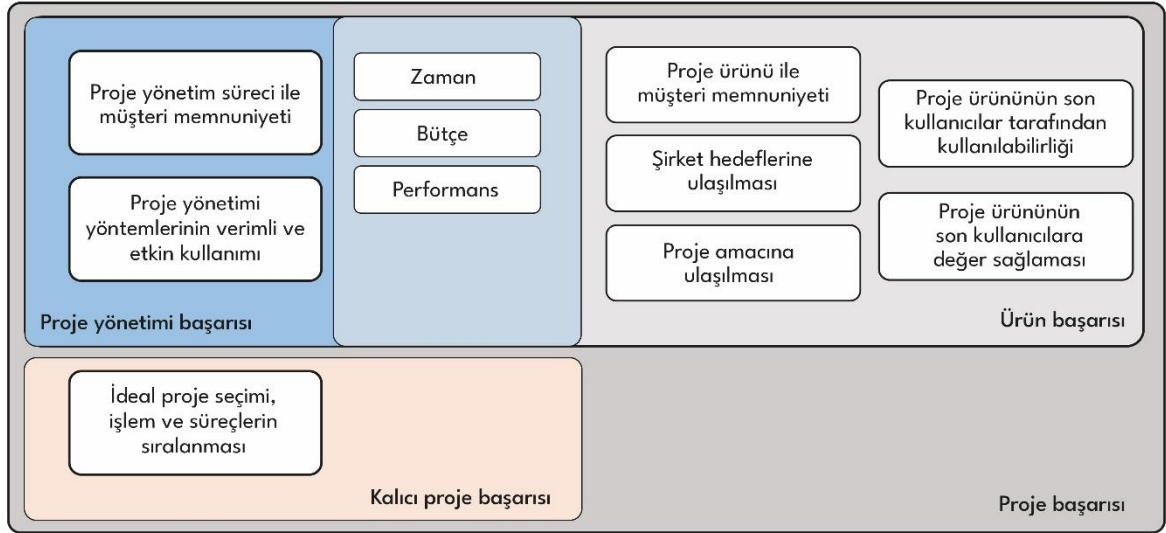 Proje yönetim süreci ile
müşteri memnuniyeti
Proje yönetimi
yöntemlerinin verimli ve
etkin kullanımı
Proje yönetimi başarısı
Zaman
Bütçe
Performans
Proje ürünü ile
müşteri memnuniyeti
Şirket hedeflerine
ulaşılması
Proje amacına
ulaşılması
Proje ürününün son
kullanıcılar tarafından
kullanılabilirliği
Proje ürününün
son kullanıcılara
değer sağlaması
Ürün başarısı
İdeal proje seçimi,
işlem ve süreçlerin
sıralanması
Kalıcı proje başarısı
Proje başarısı